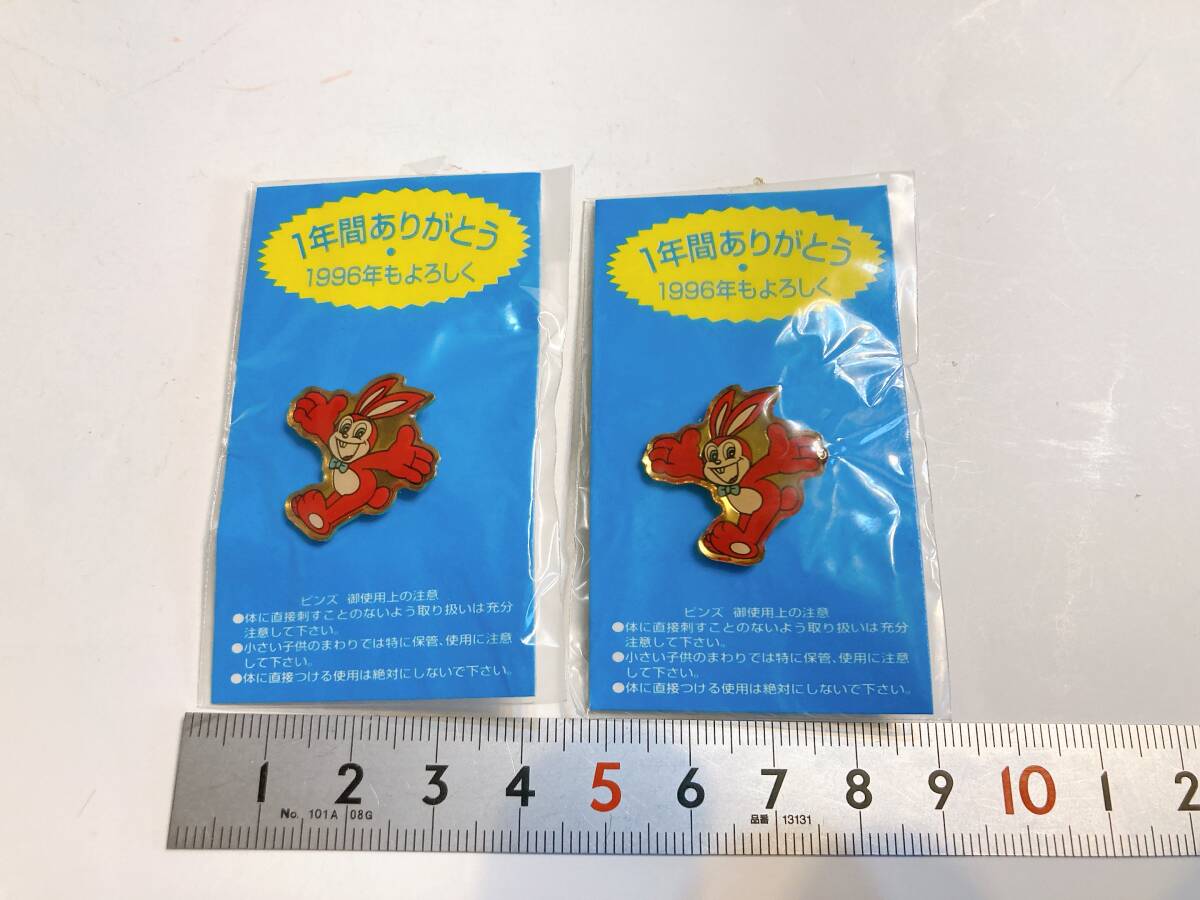 1年間ありがとう
・
1996年もよろしく
ピンズ 御使用上の注意
●体に直接刺すことのないよう取り扱いは充分
注意して下さい。
●小さい子供のまわりでは特に保管、使用に注意
して下さい。
●体に直接つける使用は絶対にしないで下さい。
1年間ありがとう
・
1996年もよろしく
ピンズ 御使用上の注意
●体に直接刺すことのないよう取り扱いは充分
注意して下さい。
●小さい子供のまわりでは特に保管、使用に注意
して下さい。
●体に直接つける使用は絶対にしないで下さい。
1 2 3 4 5 6 7 8 9 10 1 2
No. 101A 08G 品番 13131